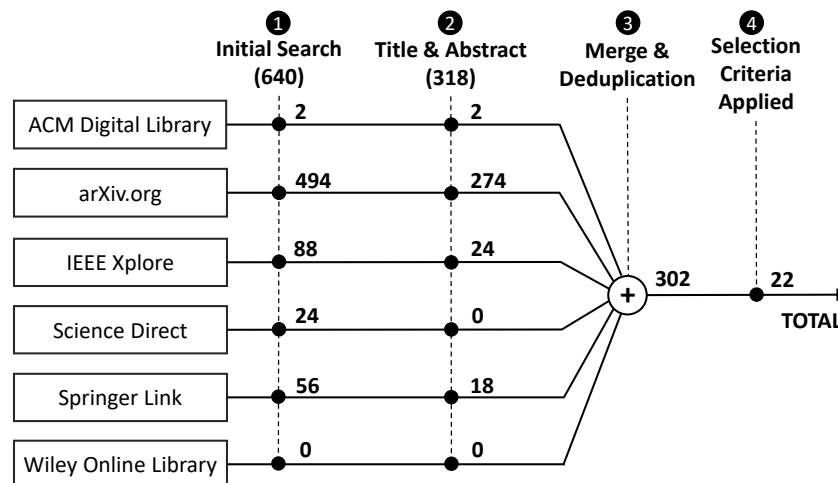 1
Initial Search
(640)
2
Title & Abstract
(318)
3
Merge &
Deduplication
4
Selection
Criteria
Applied
ACM Digital Library
2
2
arXiv.org
494
274
IEEE Xplore
88
24
Science Direct
24
0
Springer Link
56
18
Wiley Online Library
0
0
+
302
22
TOTAL